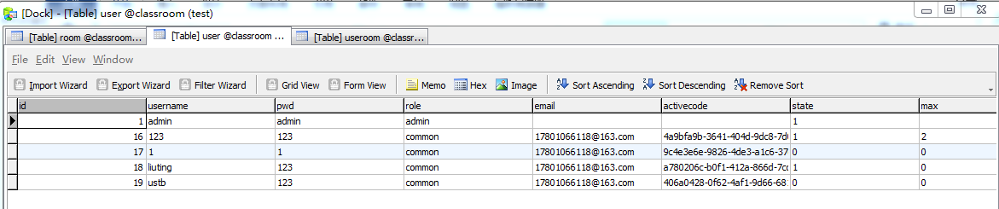 [Dock] - [Table] user @classroom (test)
[Table] room @classroom... [Table] user @classroom ... [Table] useroom @classr...
File Edit View Window
Import Wizard Export Wizard Filter Wizard Grid View Form View Memo Hex Image Sort Ascending Sort Descending Remove Sort
id username pwd role email activecode state max
1 admin admin admin 1
16 123 123 common 17801066118@163.com 4a9bfa9b-3641-404d-9dc8-7d 1 2
17 1 1 common 9c4e3e6e-9826-4de3-a1c6-37 0 0
18 liuting 123 common 17801066118@163.com a780206c-b0f1-412a-866d-7cc 1 0
19 ustb 123 common 17801066118@163.com 406a0428-0f62-4af1-9d66-68 0 0